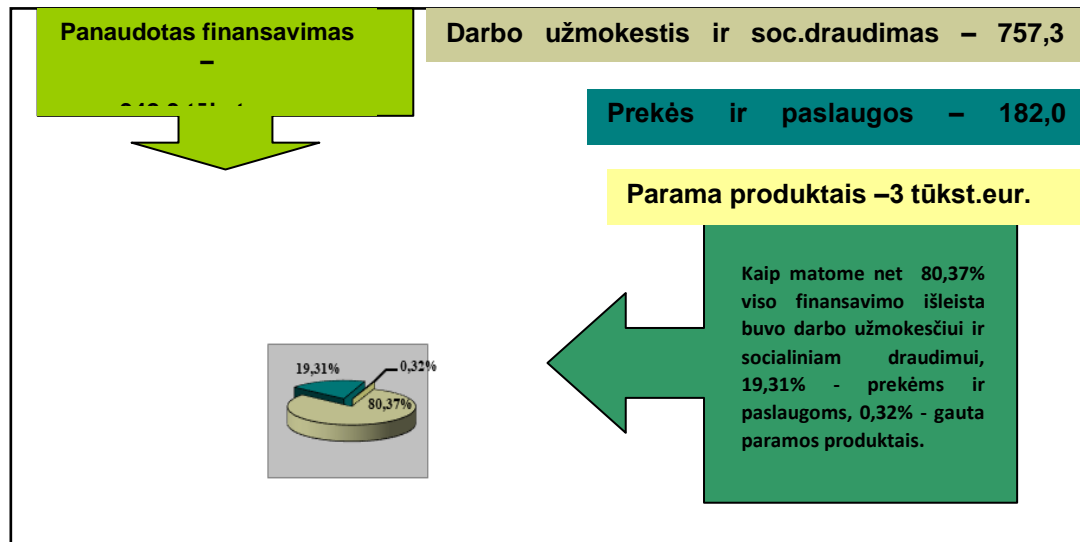 Panaudotas finansavimas
–
Darbo užmokestis ir soc.draudimas – 757,3
Prekės ir paslaugos – 182,0
Parama produktais –3 tūkst.eur.
Kaip matome net 80,37%
viso finansavimo išleista
buvo darbo užmokesčiui ir
socialiniam draudimui,
19,31% - prekėms ir
paslaugoms, 0,32% - gauta
paramos produktais.
19,31%
0,32%
80,37%